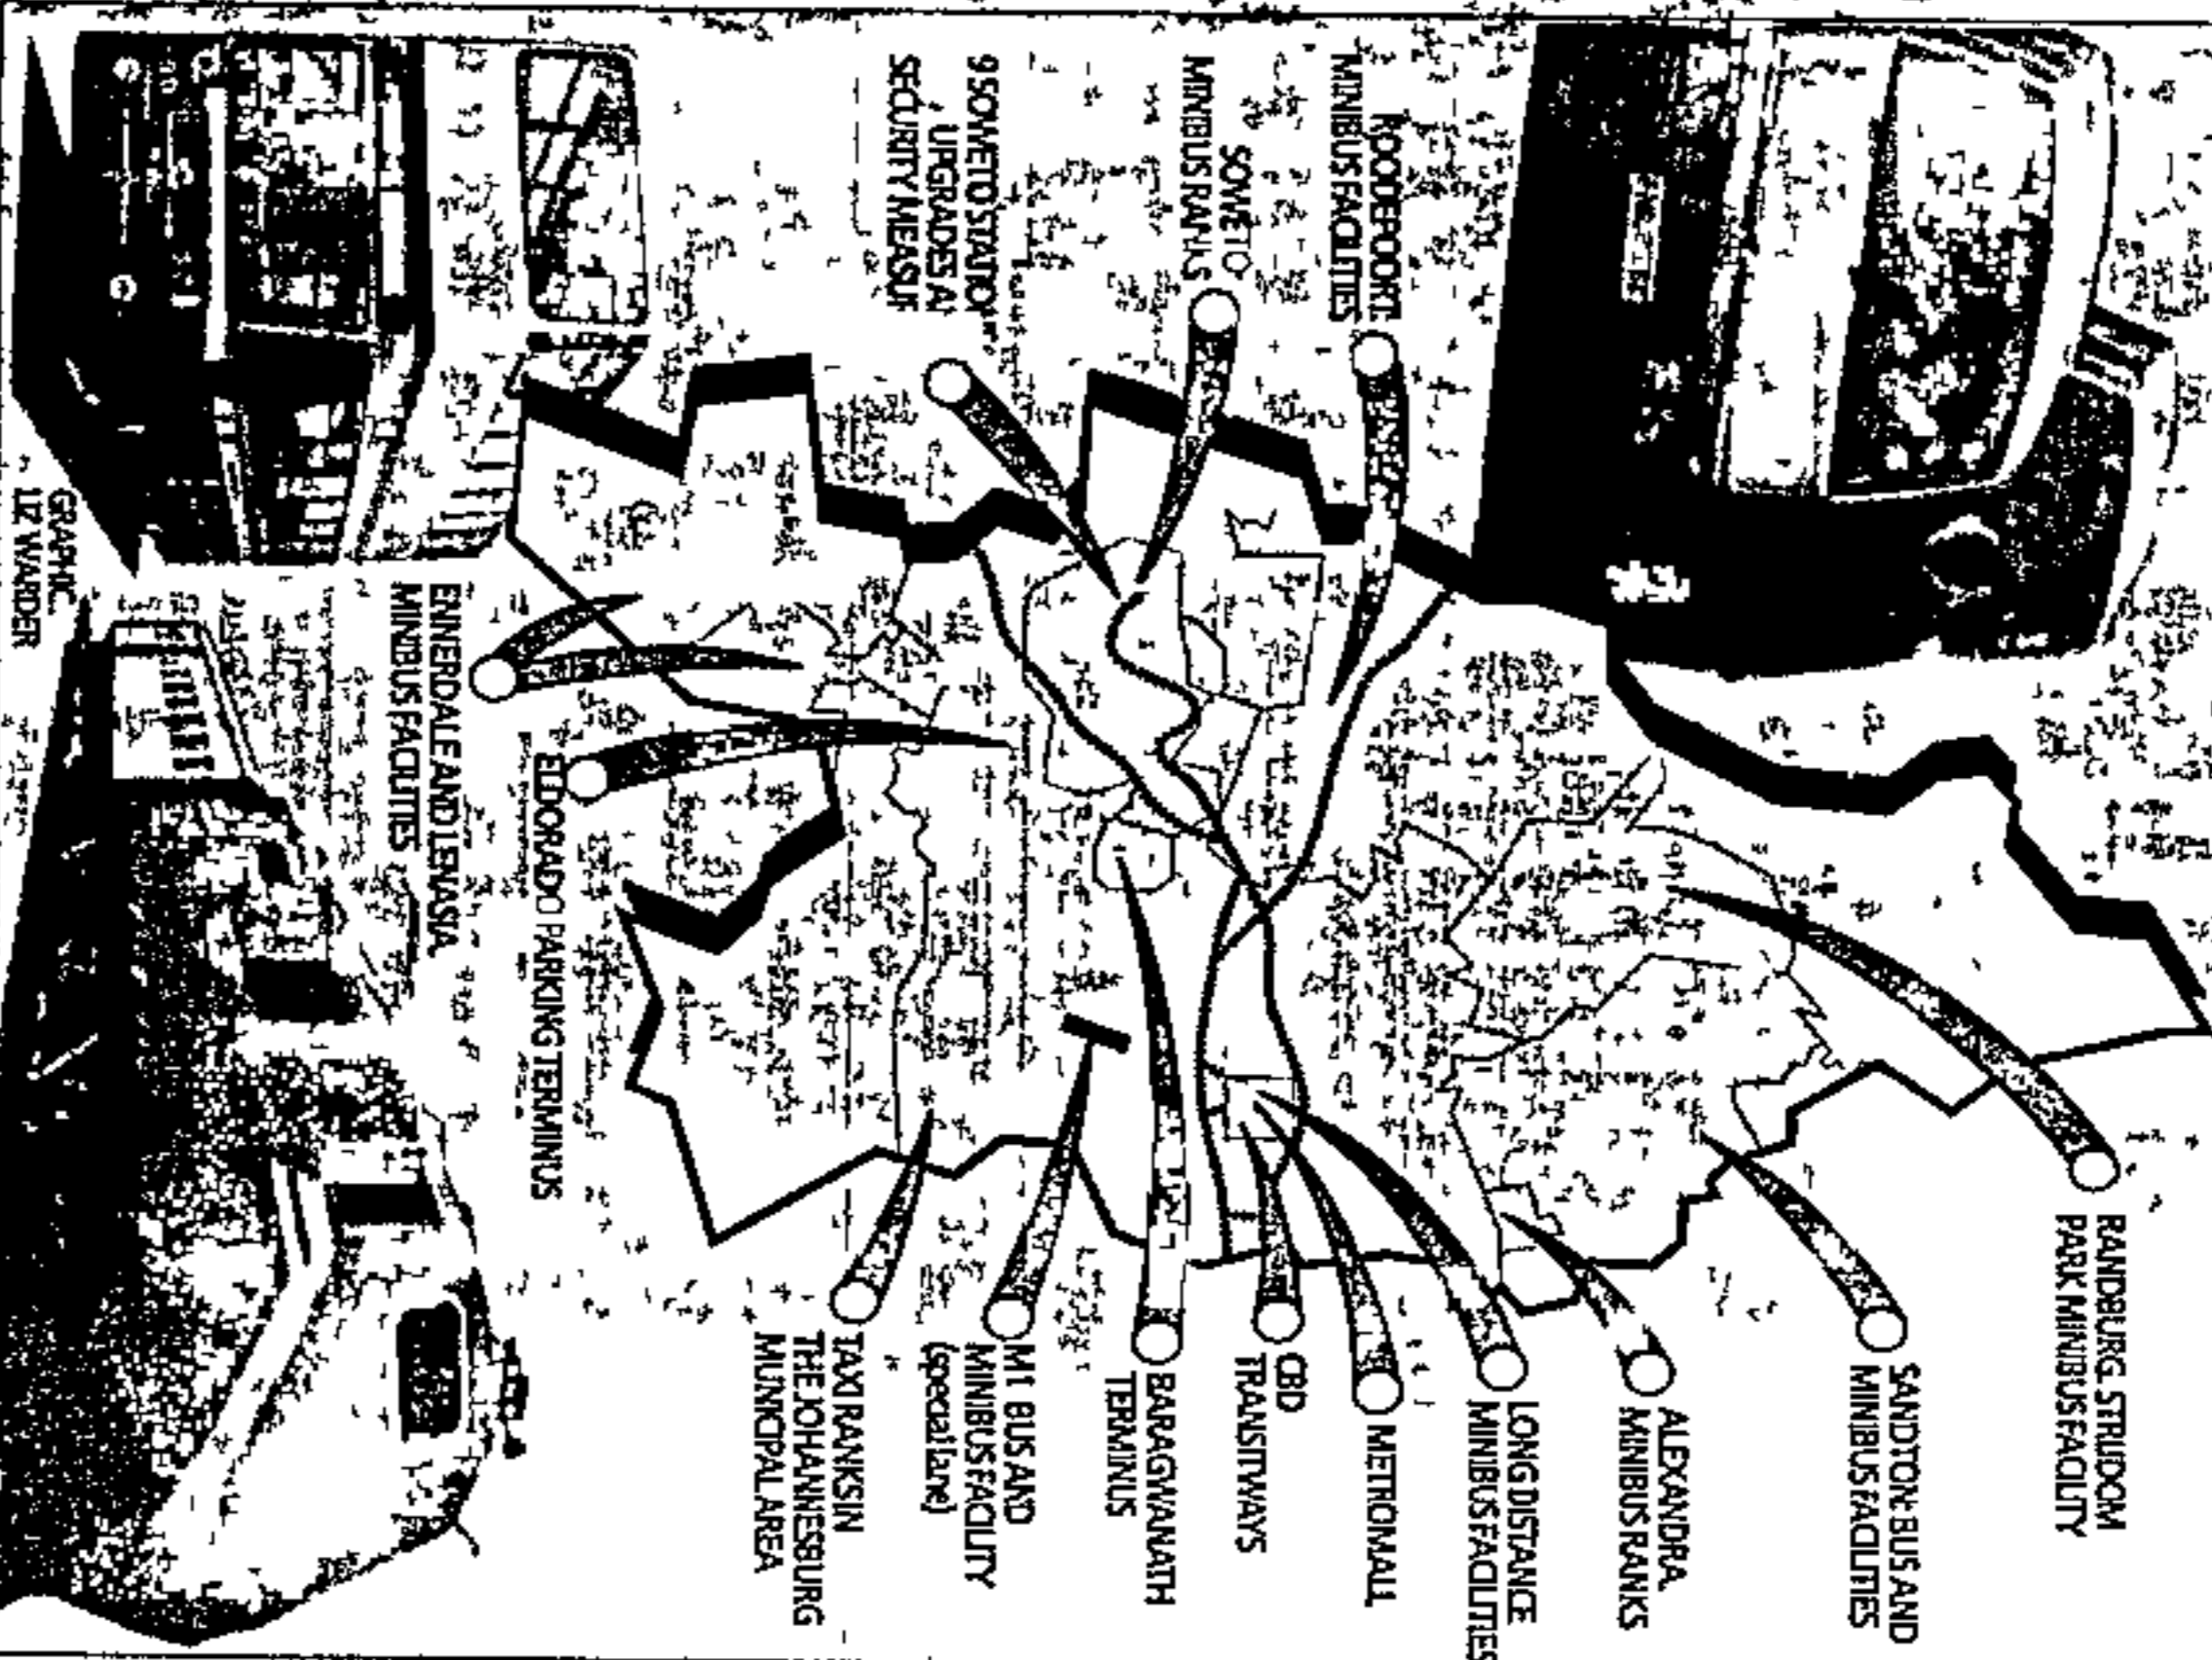 ROODEPOORT
MINIBUS FACILITIES
SOWETO
MINIBUS RANKS
9 SOWETO STATION
UPGRADES
SECURITY MEASUR
RANDBURG, STRIJDOM
PARK MINIBUS FACILITY
SANDTON: BUS AND
MINIBUS FACILITIES
ALEXANDRA
MINIBUS RANKS
LONG DISTANCE
MINIBUS FACILITIES
METROMALL
CBD
TRANSITWAYS
BARAGWANATH
TERMINUS
M1 BUS AND
MINIBUS FACILITY
(special lane)
TAXI RANKS IN
THE JOHANNESBURG
MUNICIPAL AREA
ELDORADO PARKING TERMINUS
ENNERDALE AND LENASIA
MINIBUS FACILITIES
GRAPHIC:
LIZ WARDER